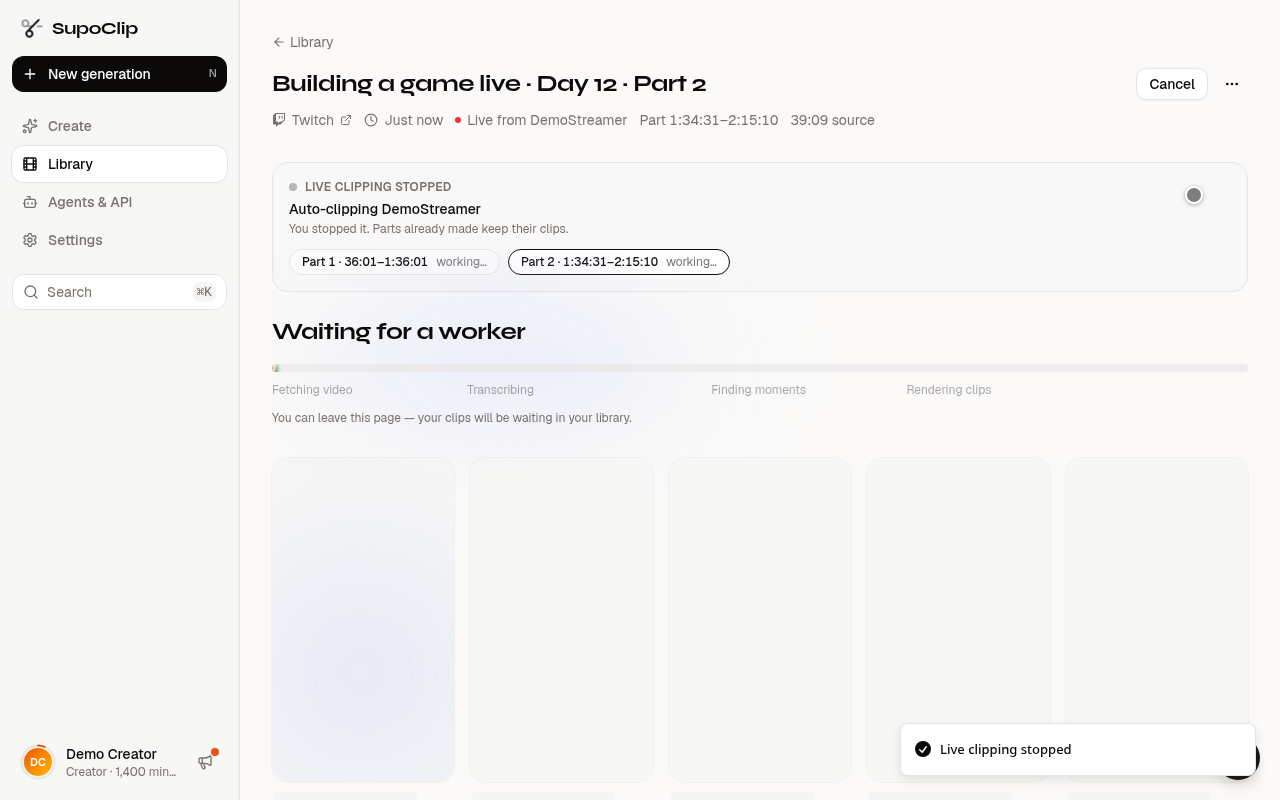 SupoClip
New generation N
Create
Library
Agents & API
Settings
Search ⌘K
Demo Creator
DC
Creator · 1,400 min…
Library
Building a game live · Day 12 · Part 2
Cancel
Twitch Just now Live from DemoStreamer Part 1:34:31–2:15:10 39:09 source
LIVE CLIPPING STOPPED
Auto-clipping DemoStreamer
You stopped it. Parts already made keep their clips.
Part 1 · 36:01–1:36:01 working… Part 2 · 1:34:31–2:15:10 working…
Waiting for a worker
Fetching video Transcribing Finding moments Rendering clips
You can leave this page — your clips will be waiting in your library.
Live clipping stopped